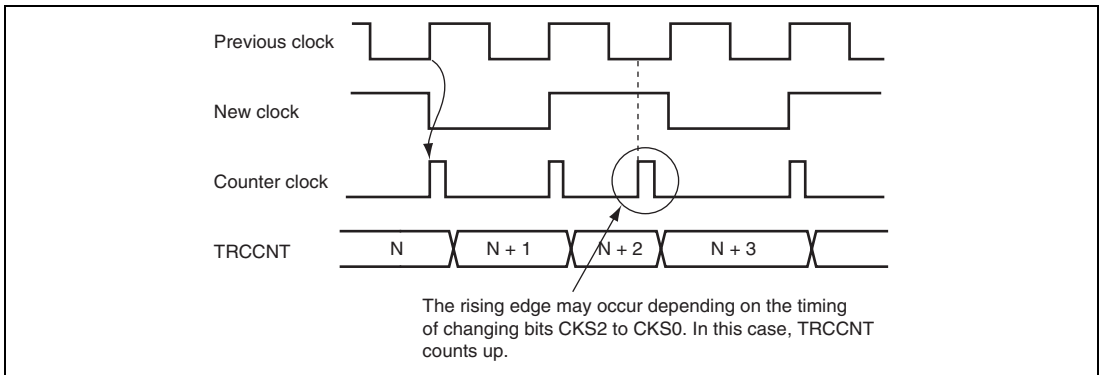 Previous clock
New clock
Counter clock
TRCCNT
N
N + 1
N + 2
N + 3
The rising edge may occur depending on the timing
of changing bits CKS2 to CKS0. In this case, TRCCNT
counts up.